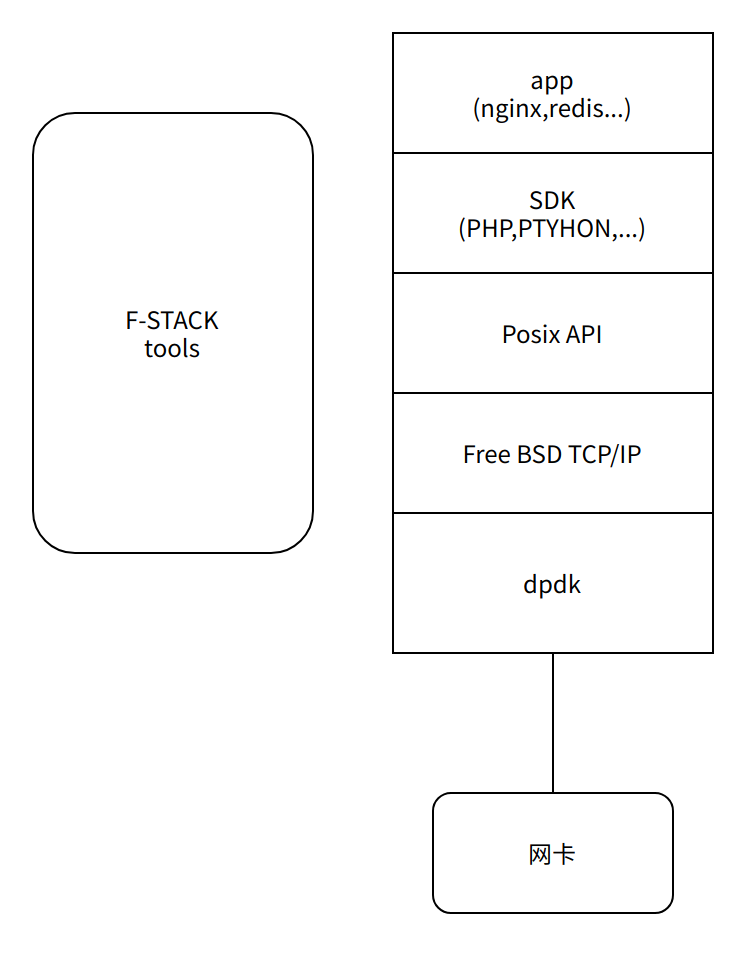 app
(nginx,redis...)
SDK
(PHP,PTYHON,...)
F-STACK
tools
Posix API
Free BSD TCP/IP
dpdk
网卡